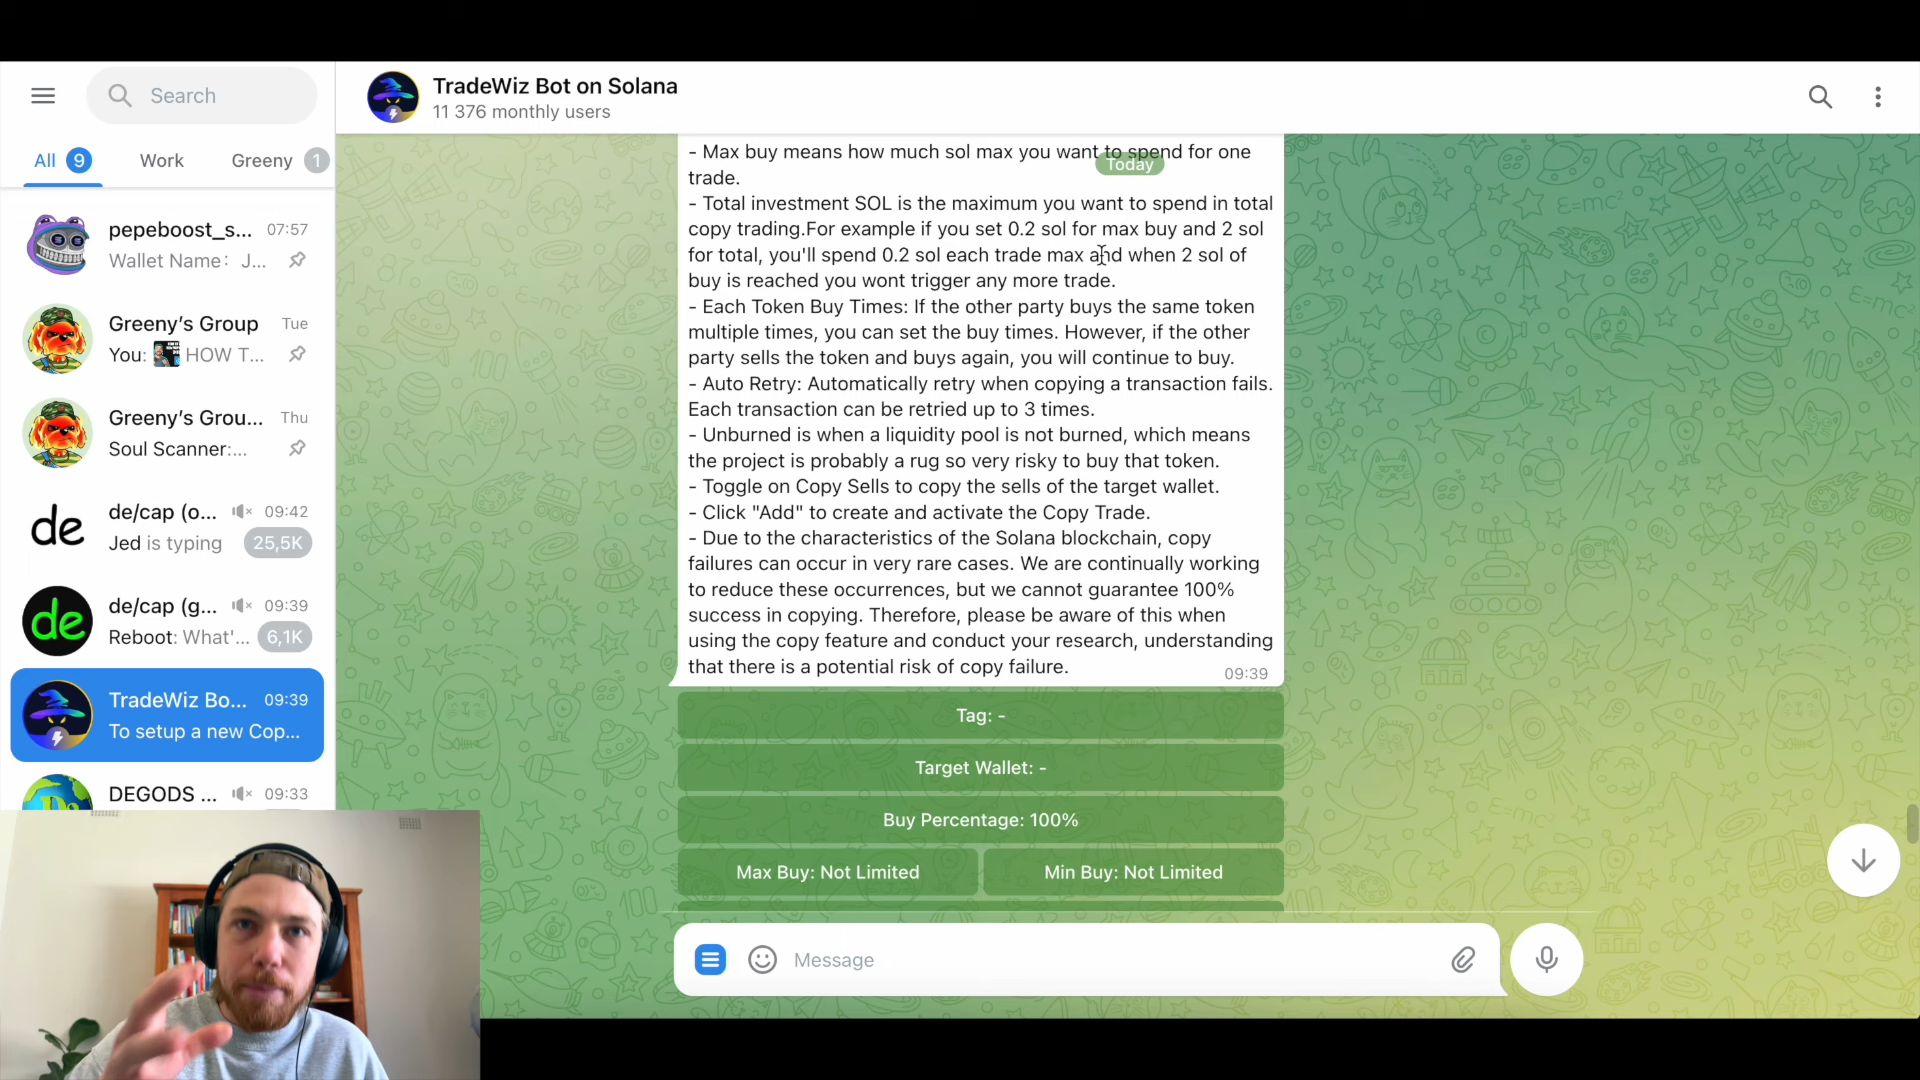 Search
All 9
Work
Greeny 1
pepeboost_s... 07:57
Wallet Name: J...
Greeny's Group Tue
You: HOW T...
Greeny's Grou... Thu
Soul Scanner:...
de/cap (o... 09:42
Jed is typing 25,5K
de/cap (g... 09:39
Reboot: What'... 6,1K
TradeWiz Bo... 09:39
To setup a new Cop...
DEGODS ... 09:33
de
de
TradeWiz Bot on Solana
11 376 monthly users
Today
- Max buy means how much sol max you want to spend for one
trade.
- Total investment SOL is the maximum you want to spend in total
copy trading.For example if you set 0.2 sol for max buy and 2 sol
for total, you'll spend 0.2 sol each trade max and when 2 sol of
buy is reached you wont trigger any more trade.
- Each Token Buy Times: If the other party buys the same token
multiple times, you can set the buy times. However, if the other
party sells the token and buys again, you will continue to buy.
- Auto Retry: Automatically retry when copying a transaction fails.
Each transaction can be retried up to 3 times.
- Unburned is when a liquidity pool is not burned, which means
the project is probably a rug so very risky to buy that token.
- Toggle on Copy Sells to copy the sells of the target wallet.
- Click "Add" to create and activate the Copy Trade.
- Due to the characteristics of the Solana blockchain, copy
failures can occur in very rare cases. We are continually working
to reduce these occurrences, but we cannot guarantee 100%
success in copying. Therefore, please be aware of this when
using the copy feature and conduct your research, understanding
that there is a potential risk of copy failure.
09:39
Tag: -
Target Wallet: -
Buy Percentage: 100%
Max Buy: Not Limited
Min Buy: Not Limited
Message